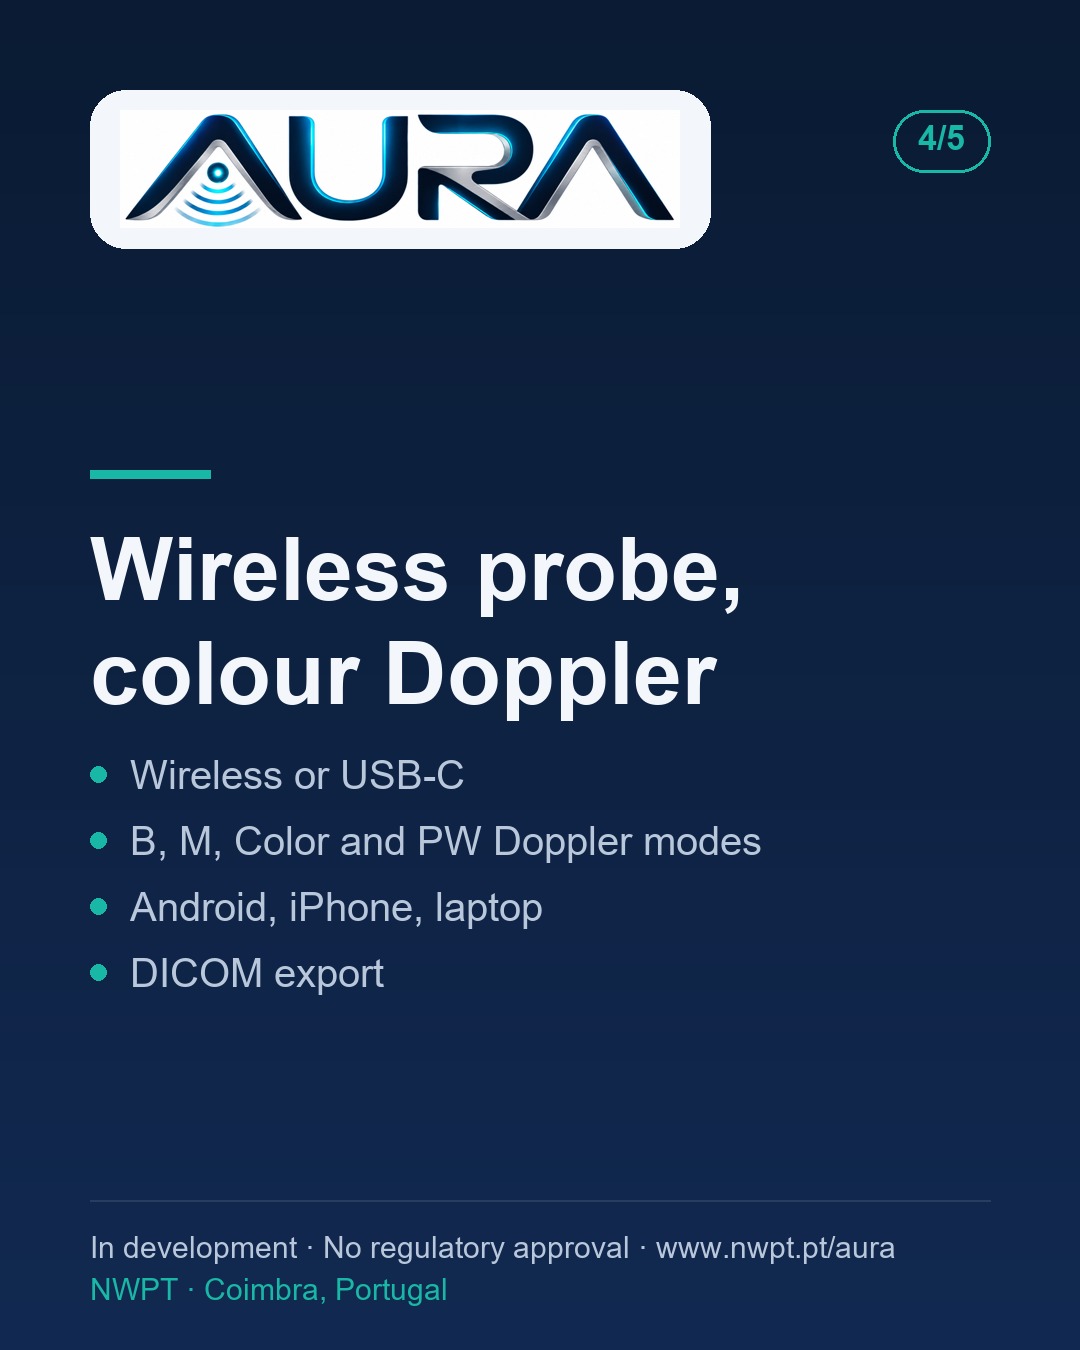 AURA
4/5
Wireless probe,
colour Doppler
Wireless or USB-C
B, M, Color and PW Doppler modes
Android, iPhone, laptop
DICOM export
In development · No regulatory approval · www.nwpt.pt/aura
NWPT · Coimbra, Portugal